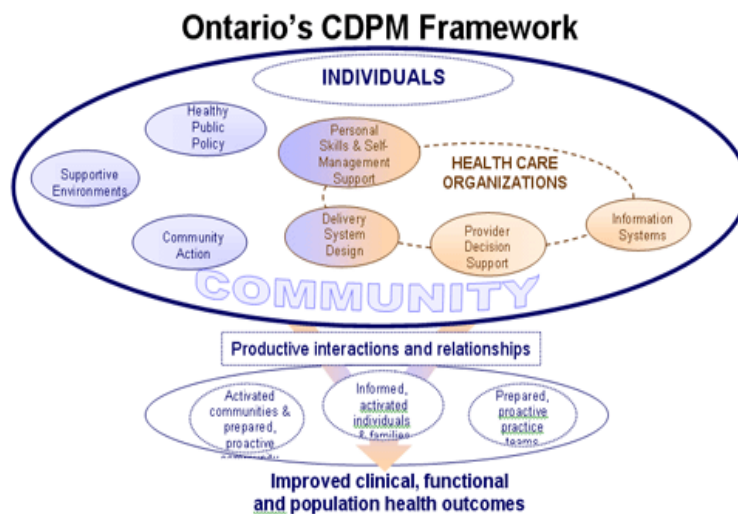 Ontario's CDPM Framework
INDIVIDUALS
Healthy
Public
Policy
Personal
Skills & Self-
Management
Support
HEALTH CARE
ORGANIZATIONS
Supportive
Environments
Information
Systems
Delivery
System
Design
Provider
Decision
Support
Community
Action
COMMUNITY
Productive interactions and relationships
Activated
communities &
prepared,
proactive
Informed,
activated
individuals
& families
Prepared,
proactive
practice
teams
Improved clinical, functional
and population health outcomes